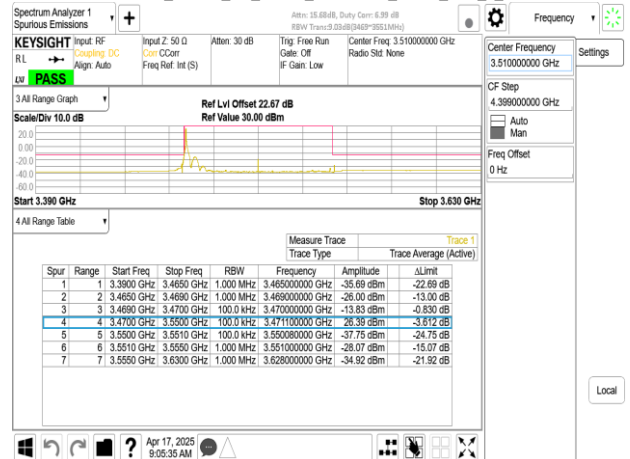 Spectrum Analyzer 1
Spurious Emissions
Atten: 15.68dB, Duty Corr: 6.99 dB
RBW Trans:9.03dB(3469~3551MHz)
Frequency
KEYSIGHT
RL
LXI
PASS
Input: RF
Coupling: DC
Align: Auto
Input Z: 50 Ω
Corr CCorr
Freq Ref: Int (S)
Atten: 30 dB
Trig: Free Run
Gate: Off
IF Gain: Low
Center Freq: 3.510000000 GHz
Radio Std: None
Center Frequency
3.510000000 GHz
Settings
CF Step
4.399000000 GHz
Auto
Man
Freq Offset
0 Hz
Local
3 All Range Graph
Scale/Div 10.0 dB
Ref Lvl Offset 22.67 dB
Ref Value 30.00 dBm
20.0
0.00
-20.0
-40.0
-60.0
Start 3.390 GHz
Stop 3.630 GHz
4 All Range Table
Measure Trace Trace 1
Trace Type Trace Average (Active)
Spur Range Start Freq Stop Freq RBW Frequency Amplitude ΔLimit
1 1 3.3900 GHz 3.4650 GHz 1.000 MHz 3.465000000 GHz -35.69 dBm -22.69 dB
2 2 3.4650 GHz 3.4690 GHz 1.000 MHz 3.469000000 GHz -26.00 dBm -13.00 dB
3 3 3.4690 GHz 3.4700 GHz 100.0 kHz 3.470000000 GHz -13.83 dBm -0.830 dB
4 4 3.4700 GHz 3.5500 GHz 100.0 kHz 3.471100000 GHz 26.39 dBm -3.612 dB
5 5 3.5500 GHz 3.5510 GHz 100.0 kHz 3.550080000 GHz -37.75 dBm -24.75 dB
6 6 3.5510 GHz 3.5550 GHz 1.000 MHz 3.551000000 GHz -28.07 dBm -15.07 dB
7 7 3.5550 GHz 3.6300 GHz 1.000 MHz 3.628000000 GHz -34.92 dBm -21.92 dB
Apr 17, 2025
9:05:35 AM